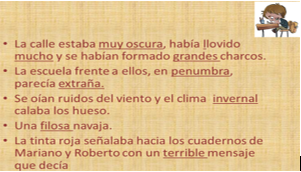 • La calle estaba muy oscura, había llovido
mucho y se habían formado grandes charcos.
• La escuela frente a ellos, en penumbra,
parecía extraña.
• Se oían ruidos del viento y el clima invernal
calaba los hueso.
• Una filosa navaja.
• La tinta roja señalaba hacia los cuadernos de
Mariano y Roberto con un terrible mensaje
que decía